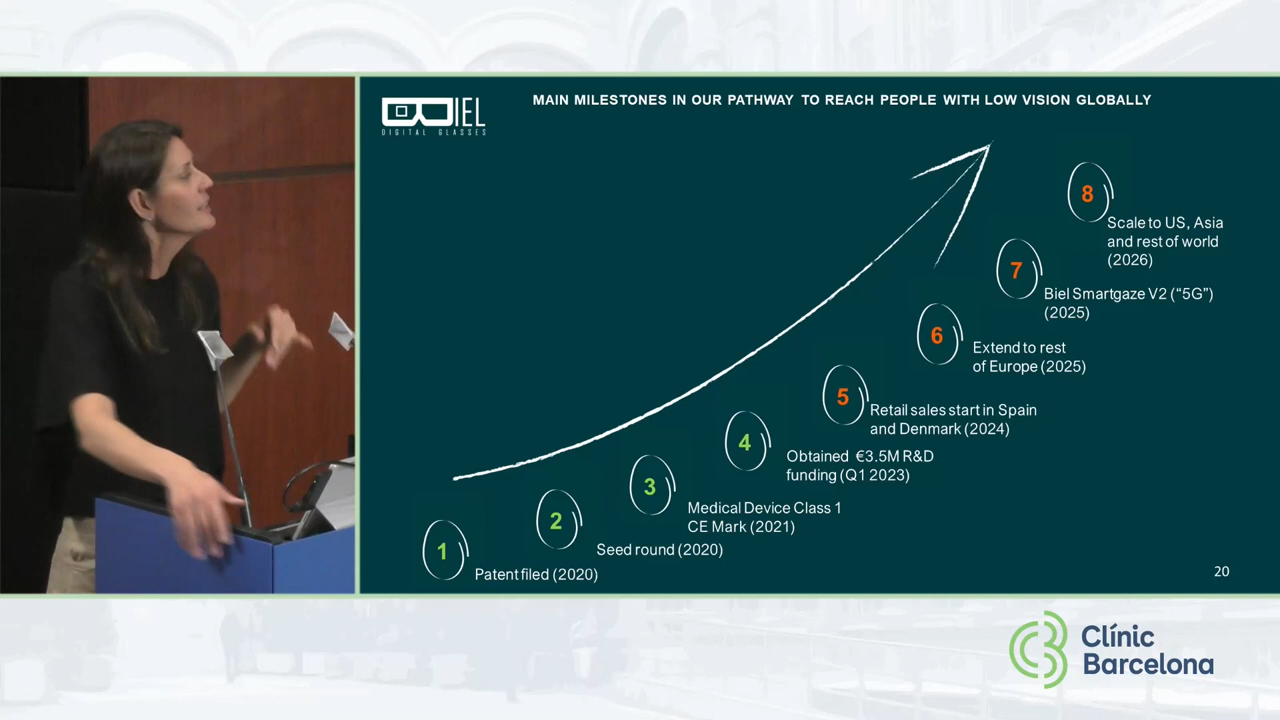 MAIN MILESTONES IN OUR PATHWAY TO REACH PEOPLE WITH LOW VISION GLOBALLY
BIEL
DIGITAL GLASSES
8
Scale to US, Asia
and rest of world
(2026)
7
Biel Smartgaze V2 (“5G”)
(2025)
6
Extend to rest
of Europe (2025)
5
Retail sales start in Spain
and Denmark (2024)
4
Obtained €3.5M R&D
funding (Q1 2023)
3
Medical Device Class 1
CE Mark (2021)
2
Seed round (2020)
1
Patent filed (2020)
20
Clínic
Barcelona